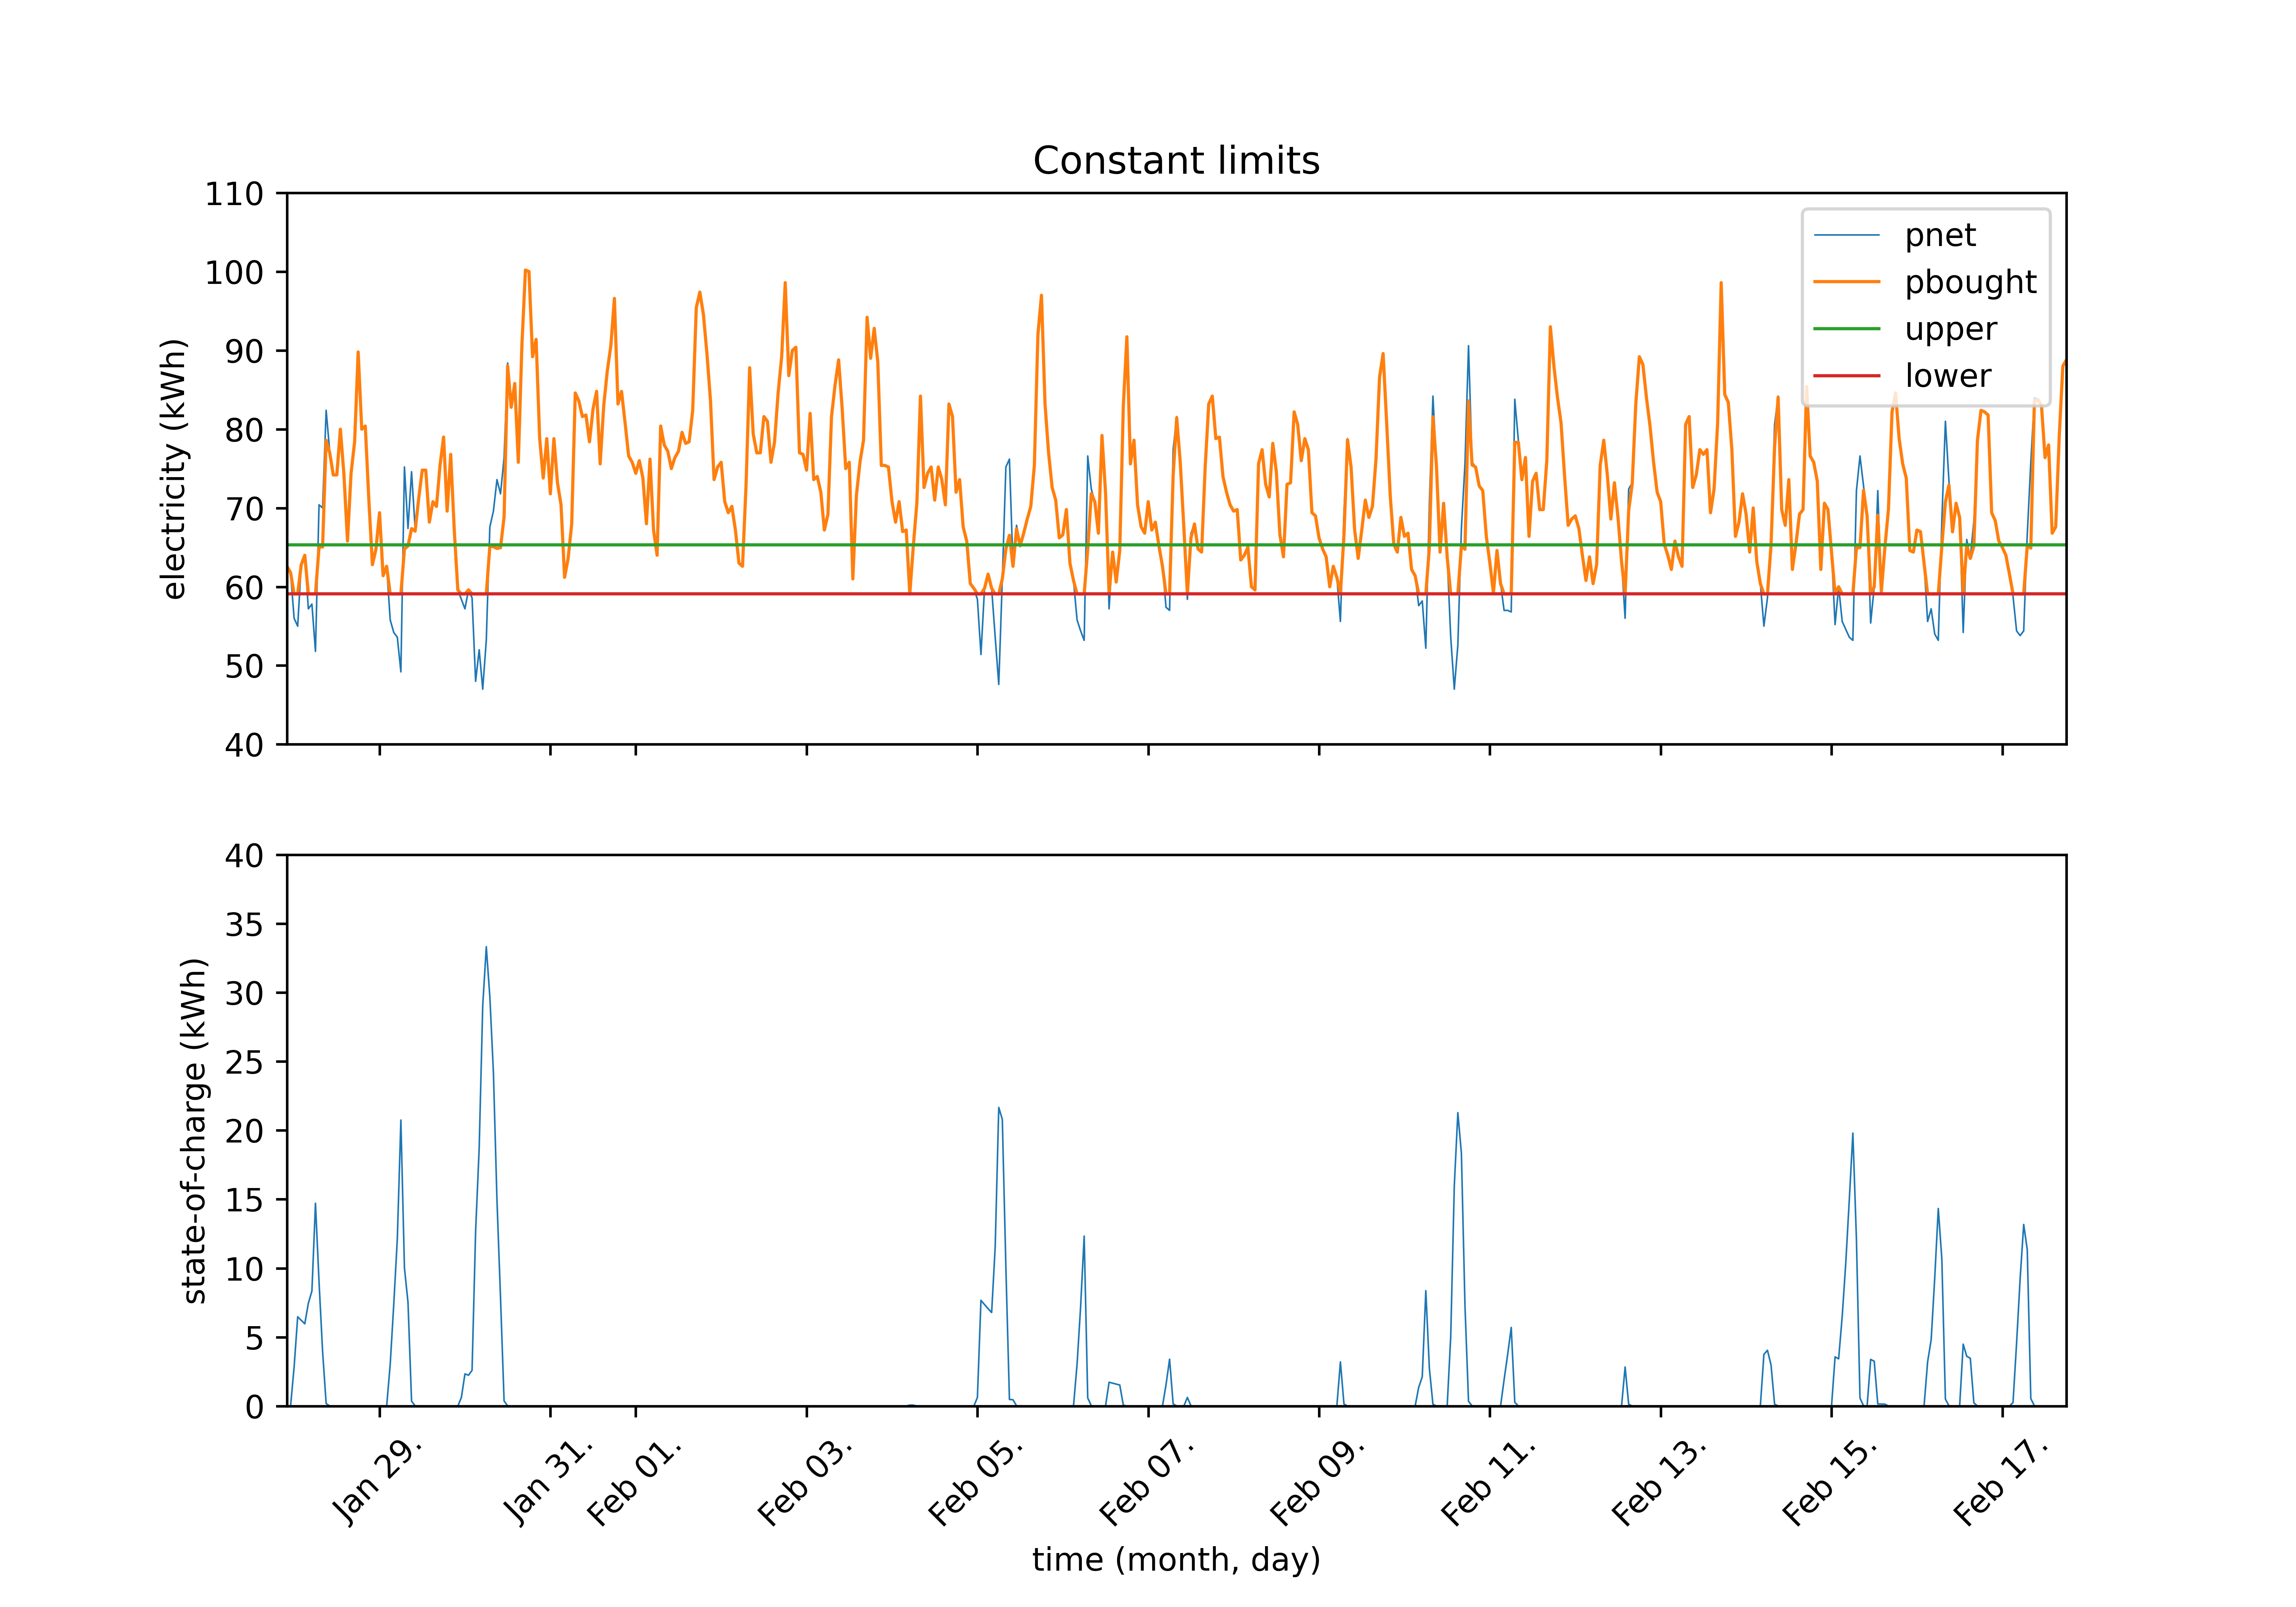 Constant limits
110
100
90
80
70
60
50
40
electricity (kWh)
pnet
pbought
upper
lower
40
35
30
25
20
15
10
5
0
state-of-charge (kWh)
Jan 29.
Jan 31.
Feb 01.
Feb 03.
Feb 05.
Feb 07.
Feb 09.
Feb 11.
Feb 13.
Feb 15.
Feb 17.
time (month, day)